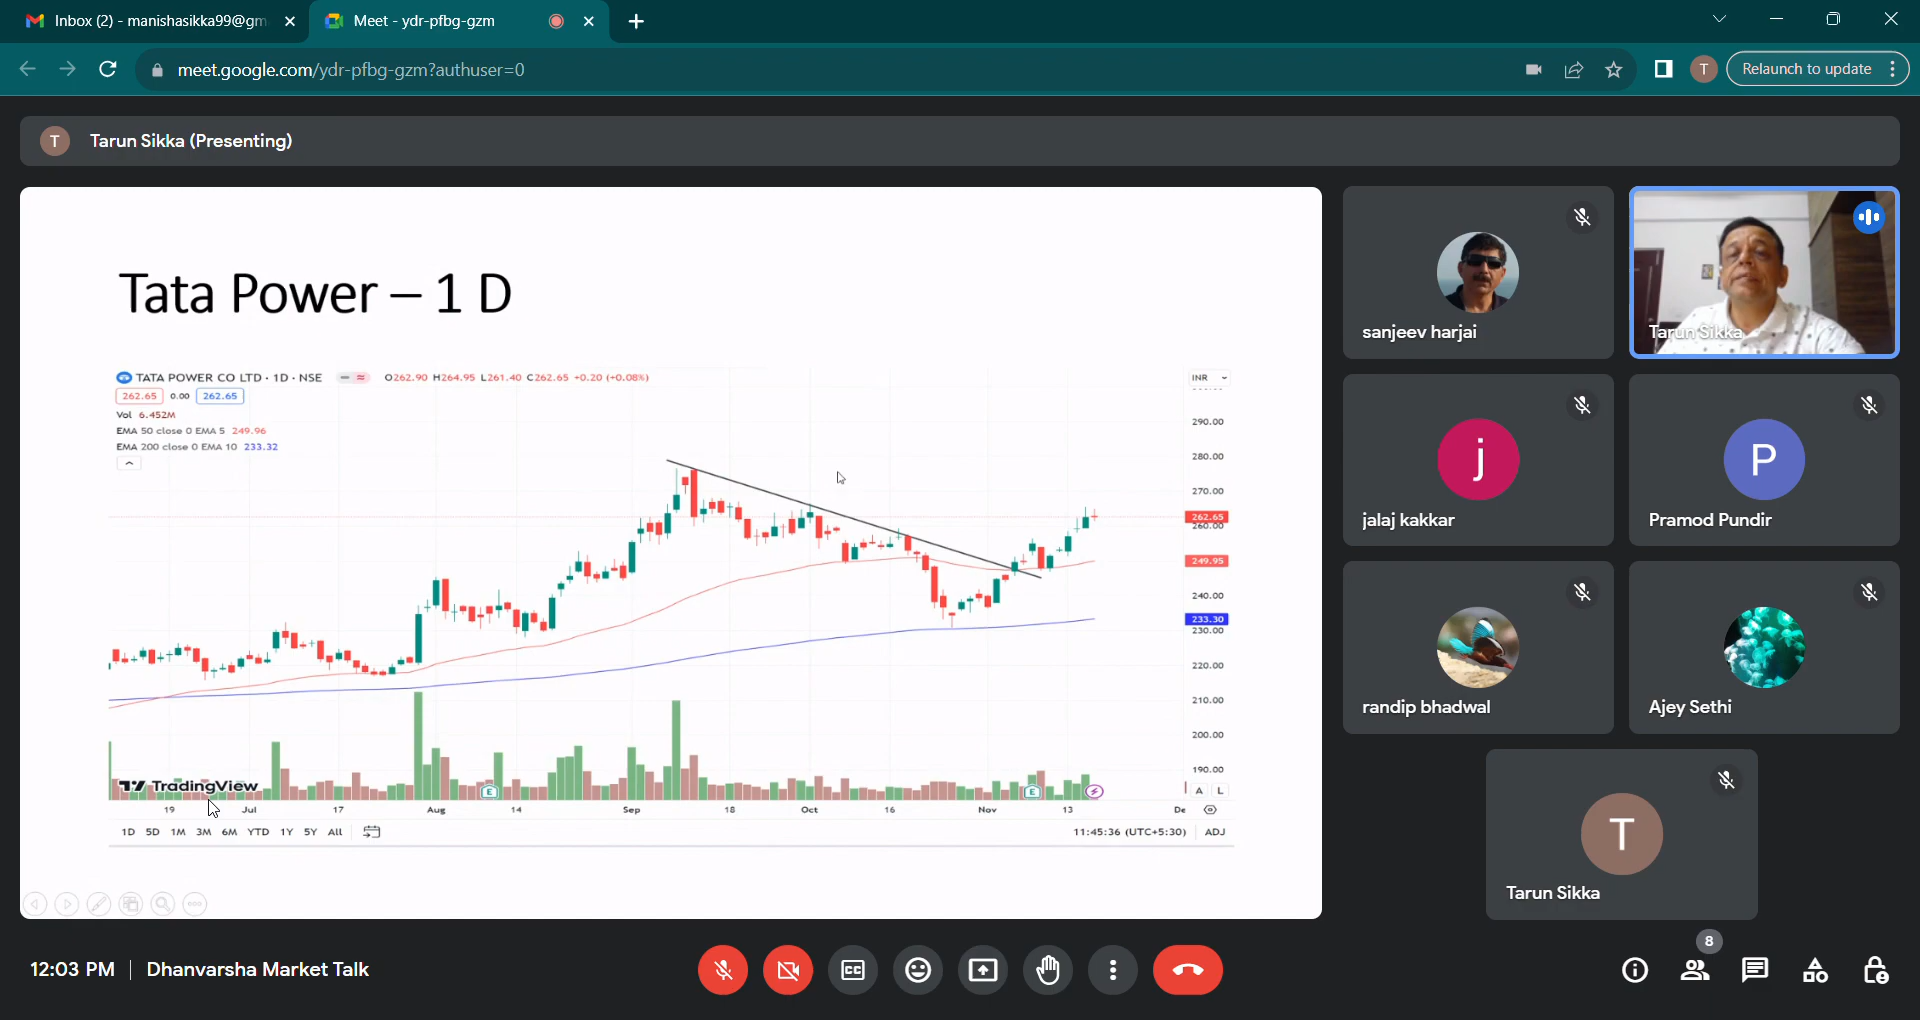 Inbox (2) - manishasikka99@gm
Meet - ydr-pfbg-gzm
meet.google.com/ydr-pfbg-gzm?authuser=0
T
Relaunch to update
T
Tarun Sikka (Presenting)
Tata Power – 1 D
TATA POWER CO LTD · 1D · NSE O262.90 H264.95 L261.40 C262.65 +0.20 (+0.08%)
INR
262.65 0.00 262.65
Vol 6.452M
EMA 50 close 0 EMA 5 249.96
EMA 200 close 0 EMA 10 233.32
290.00
280.00
270.00
262.65
260.00
249.95
240.00
233.30
230.00
220.00
210.00
200.00
190.00
TradingView
E
E
A L
19 Jul 17 Aug 14 Sep 18 Oct 16 Nov 13 De
1D 5D 1M 3M 6M YTD 1Y 5Y All
11:45:36 (UTC+5:30) ADJ
sanjeev harjai
Tarun Sikka
j
jalaj kakkar
P
Pramod Pundir
randip bhadwal
Ajey Sethi
T
Tarun Sikka
12:03 PM | Dhanvarsha Market Talk
CC
8